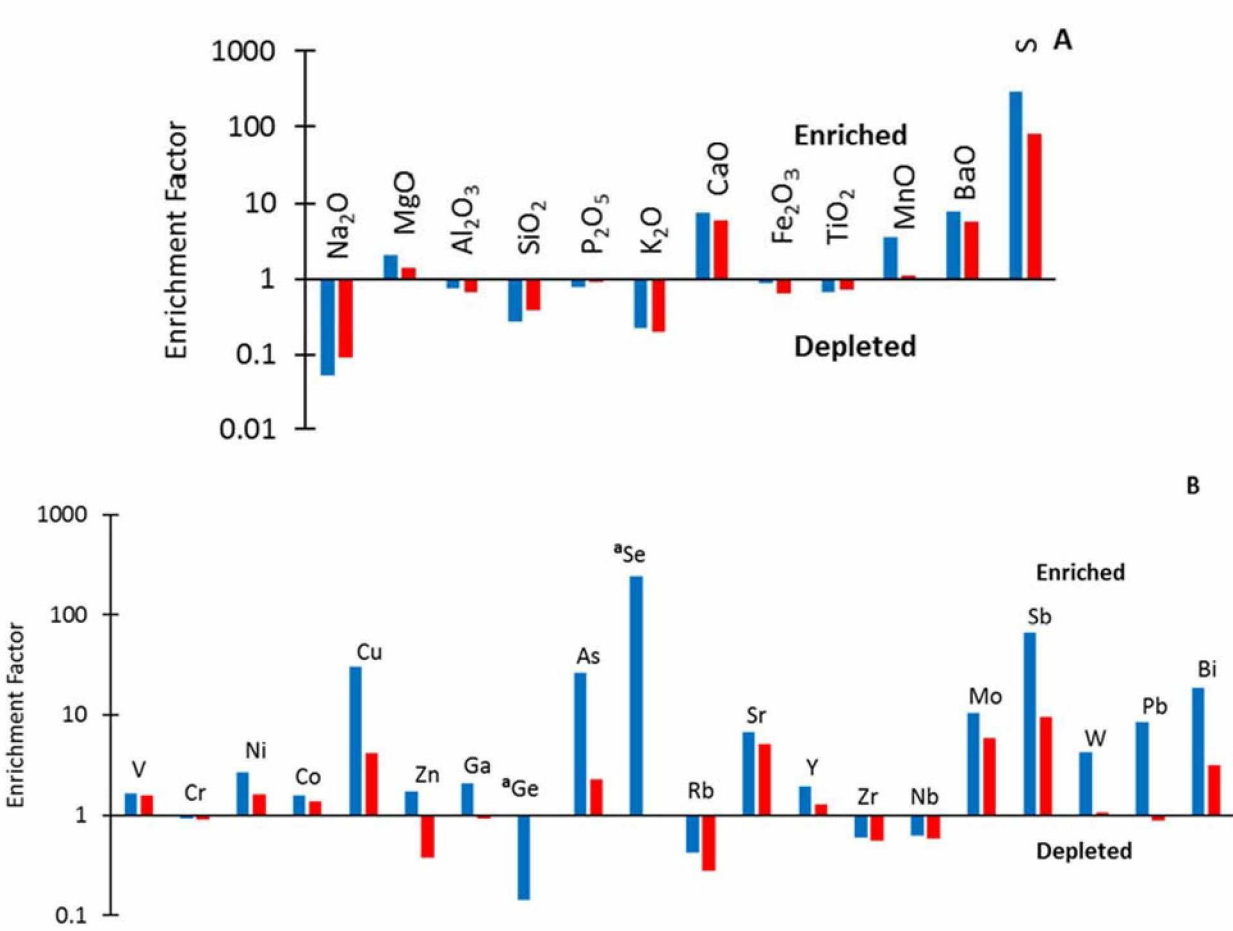 A
1000
100
10
1
0.1
0.01
Enrichment Factor
Na₂O
MgO
Al₂O₃
SiO₂
P₂O₅
K₂O
CaO
Fe₂O₃
TiO₂
MnO
BaO
S
Enriched
Depleted
B
1000
100
10
1
0.1
Enrichment Factor
V
Cr
Ni
Co
Cu
Zn
Ga
ᵃGe
As
ᵃSe
Rb
Sr
Y
Zr
Nb
Mo
Sb
W
Pb
Bi
Enriched
Depleted